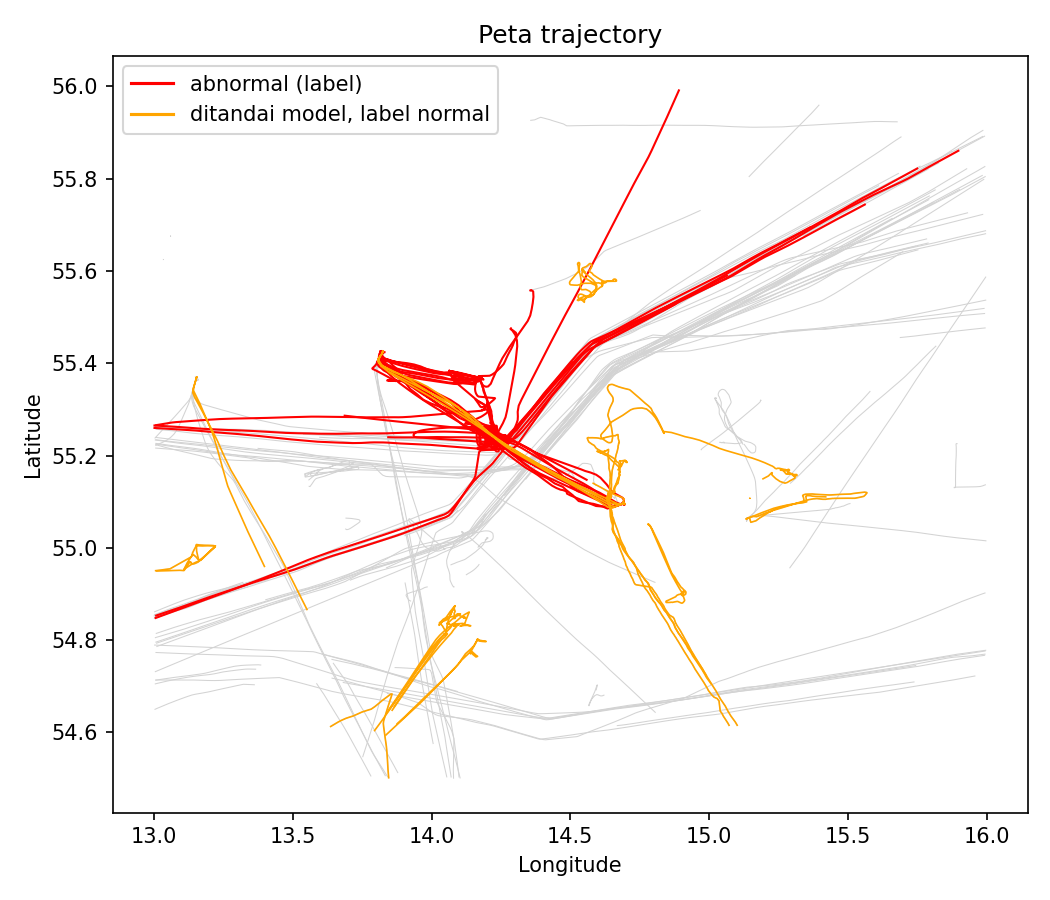 Peta trajectory
abnormal (label)
ditandai model, label normal
56.0
55.8
55.6
55.4
55.2
55.0
54.8
54.6
Latitude
13.0 13.5 14.0 14.5 15.0 15.5 16.0
Longitude